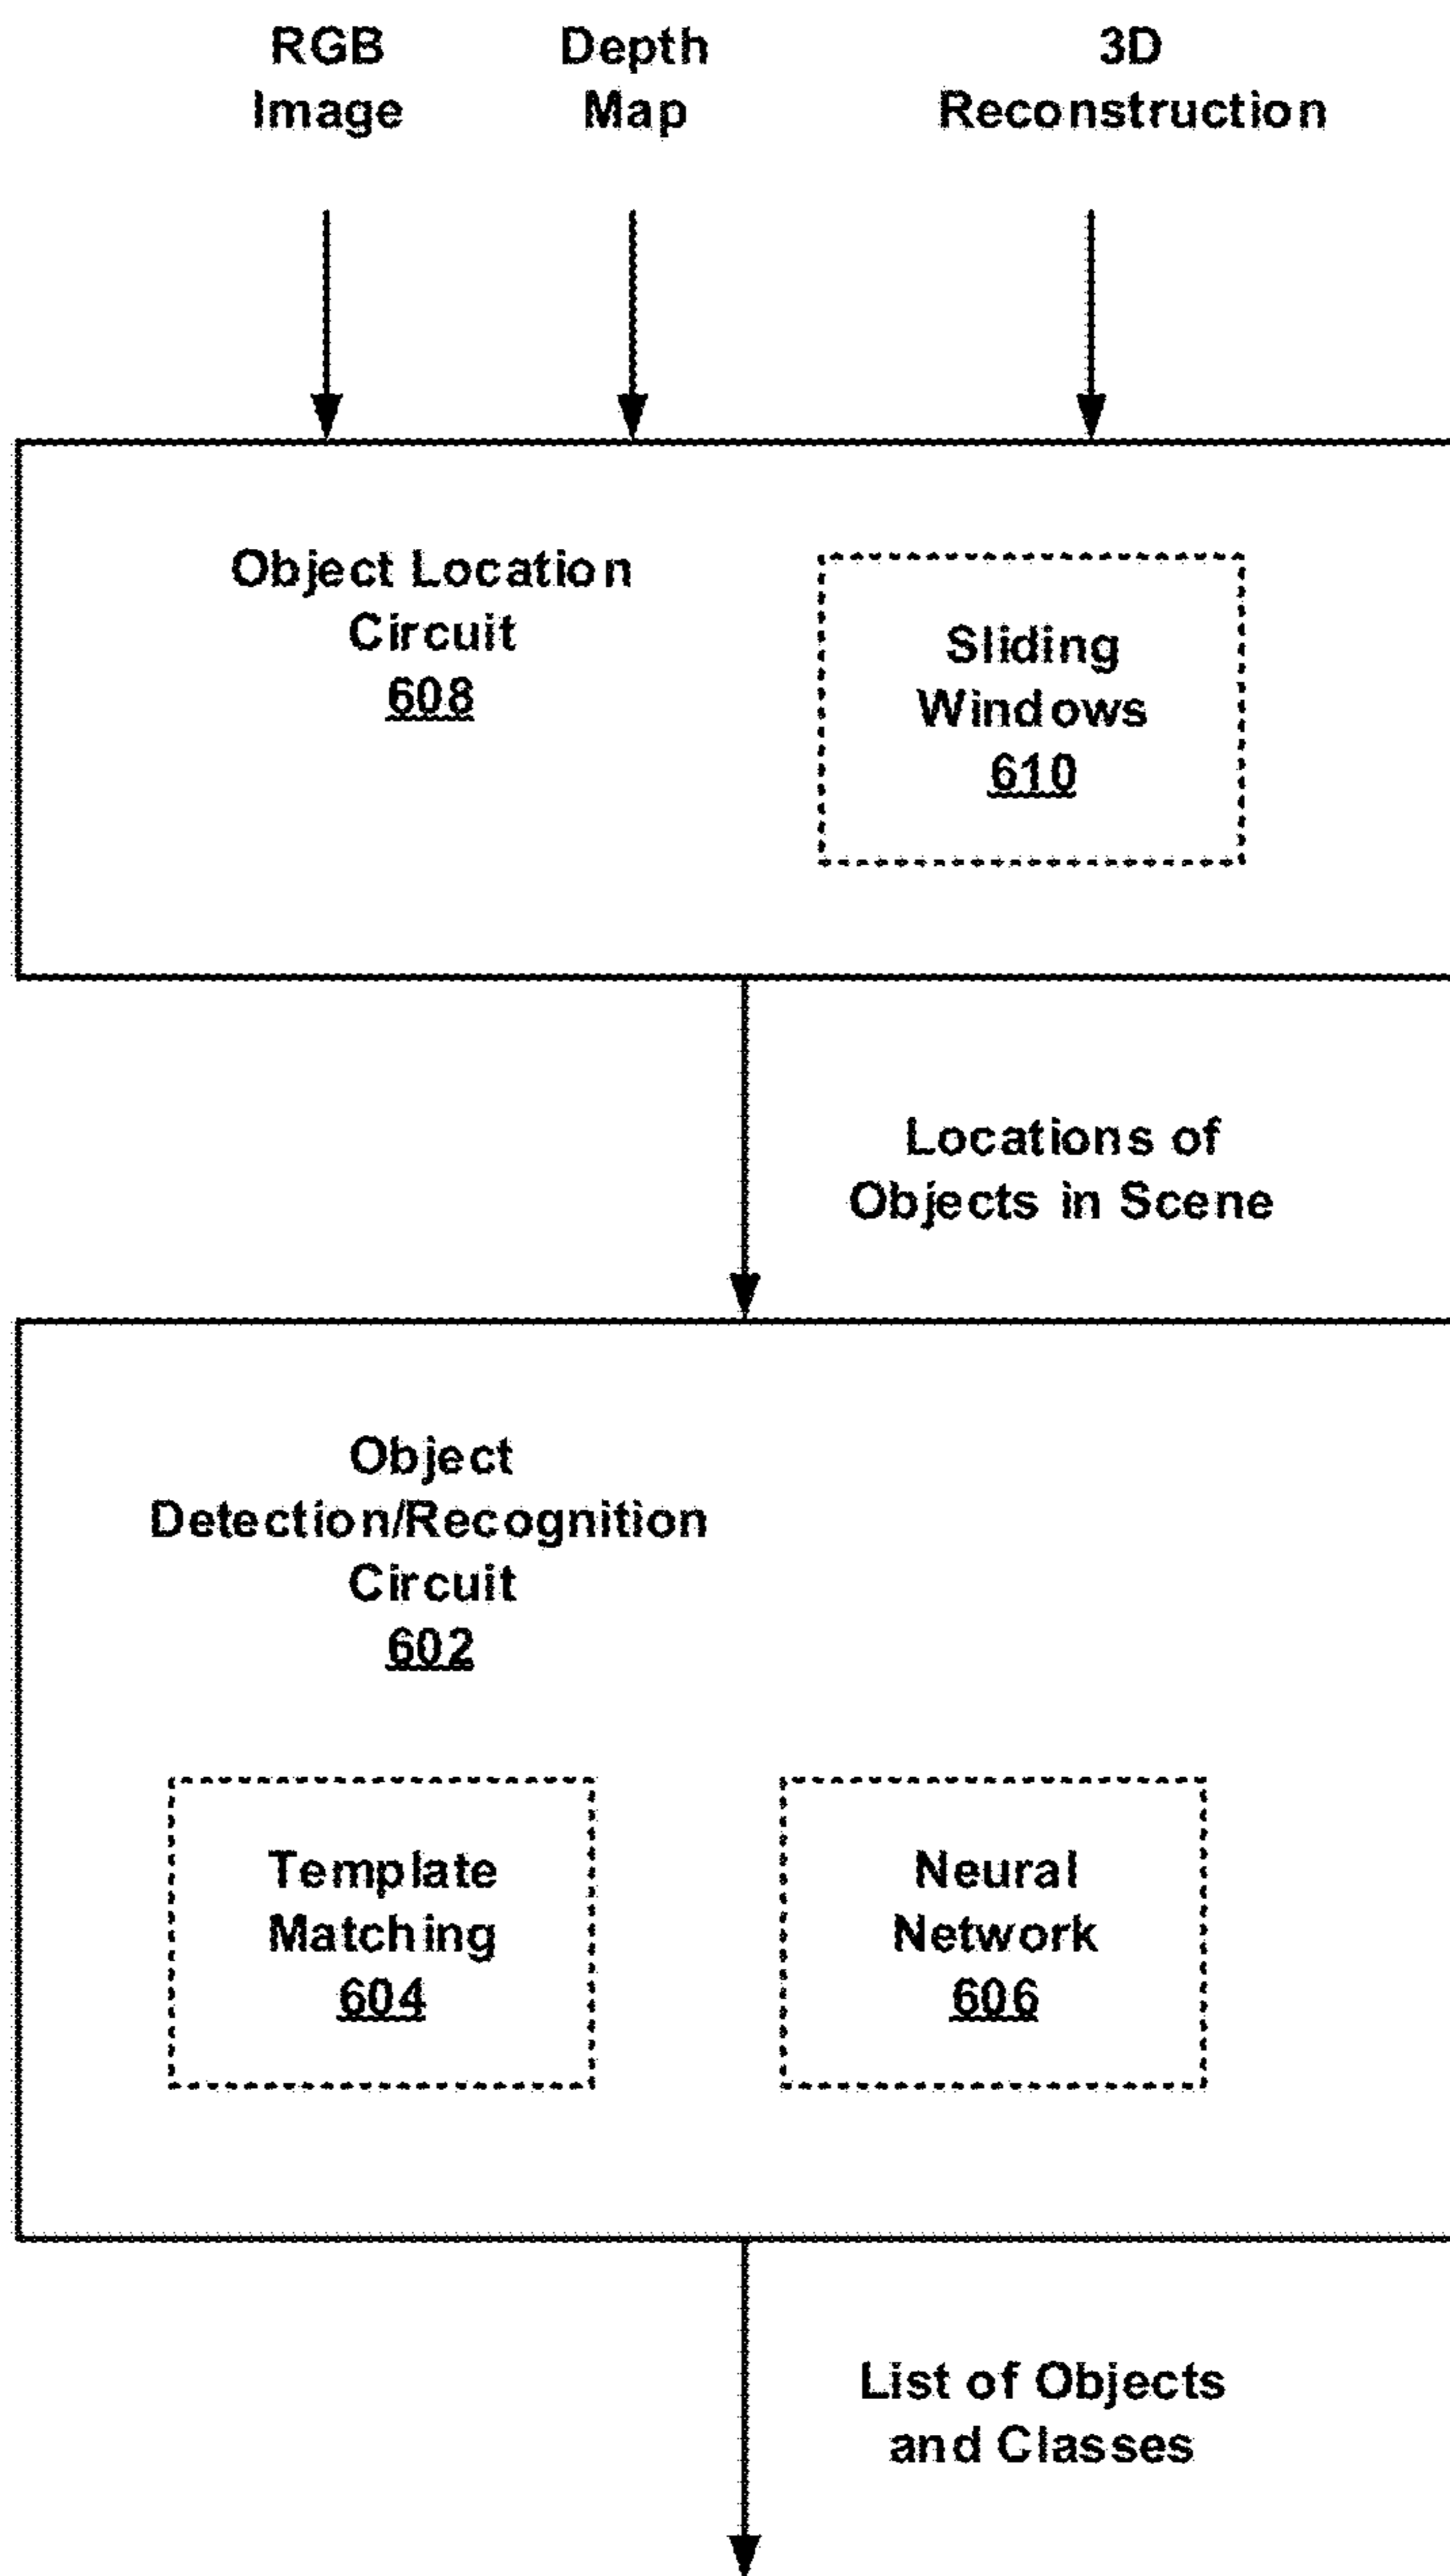 RGB
Image
Depth
Map
3D
Reconstruction
Object Location
Circuit
608
Sliding
Windows
610
Locations of
Objects in Scene
Object
Detection/Recognition
Circuit
602
Template
Matching
604
Neural
Network
606
List of Objects
and Classes